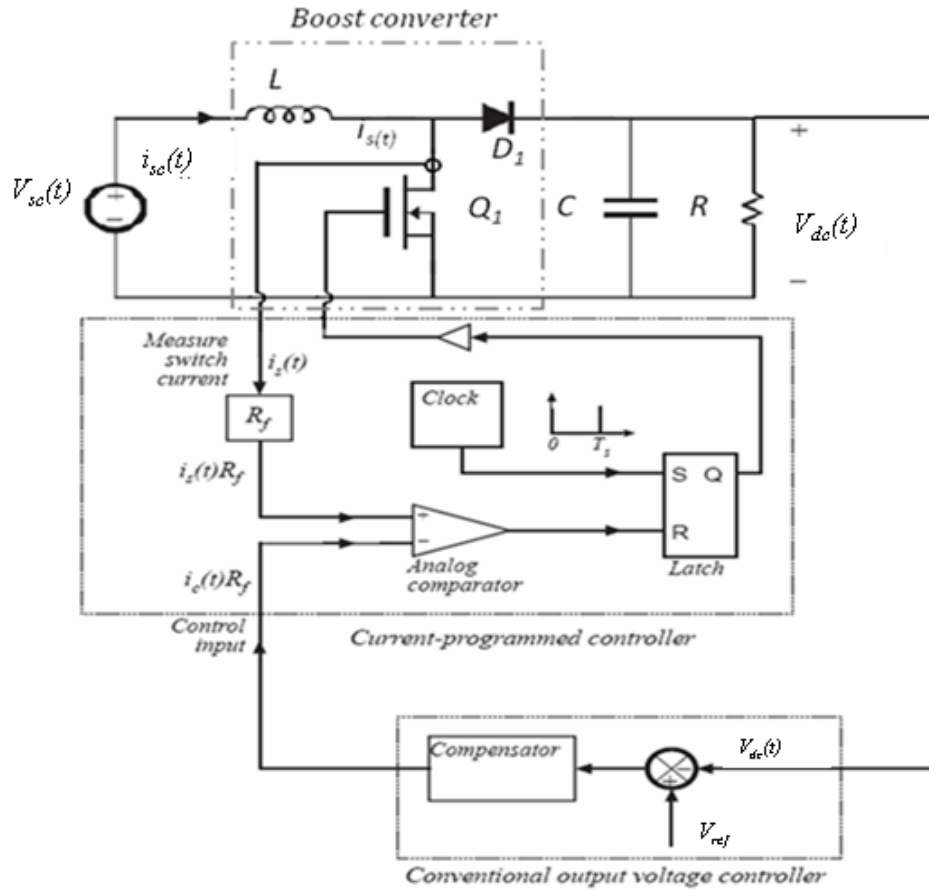 Boost converter
L
i_s(t)
D_1
i_sc(t)
V_sc(t)
Q_1
C
R
V_dc(t)
+
−
+
−
Measure
switch
current
i_s(t)
R_f
Clock
0
T_s
i_s(t)R_f
S Q
R
+
−
Analog
comparator
Latch
i_c(t)R_f
Control
input
Current-programmed controller
Compensator
V_dc(t)
−
+
V_ref
Conventional output voltage controller